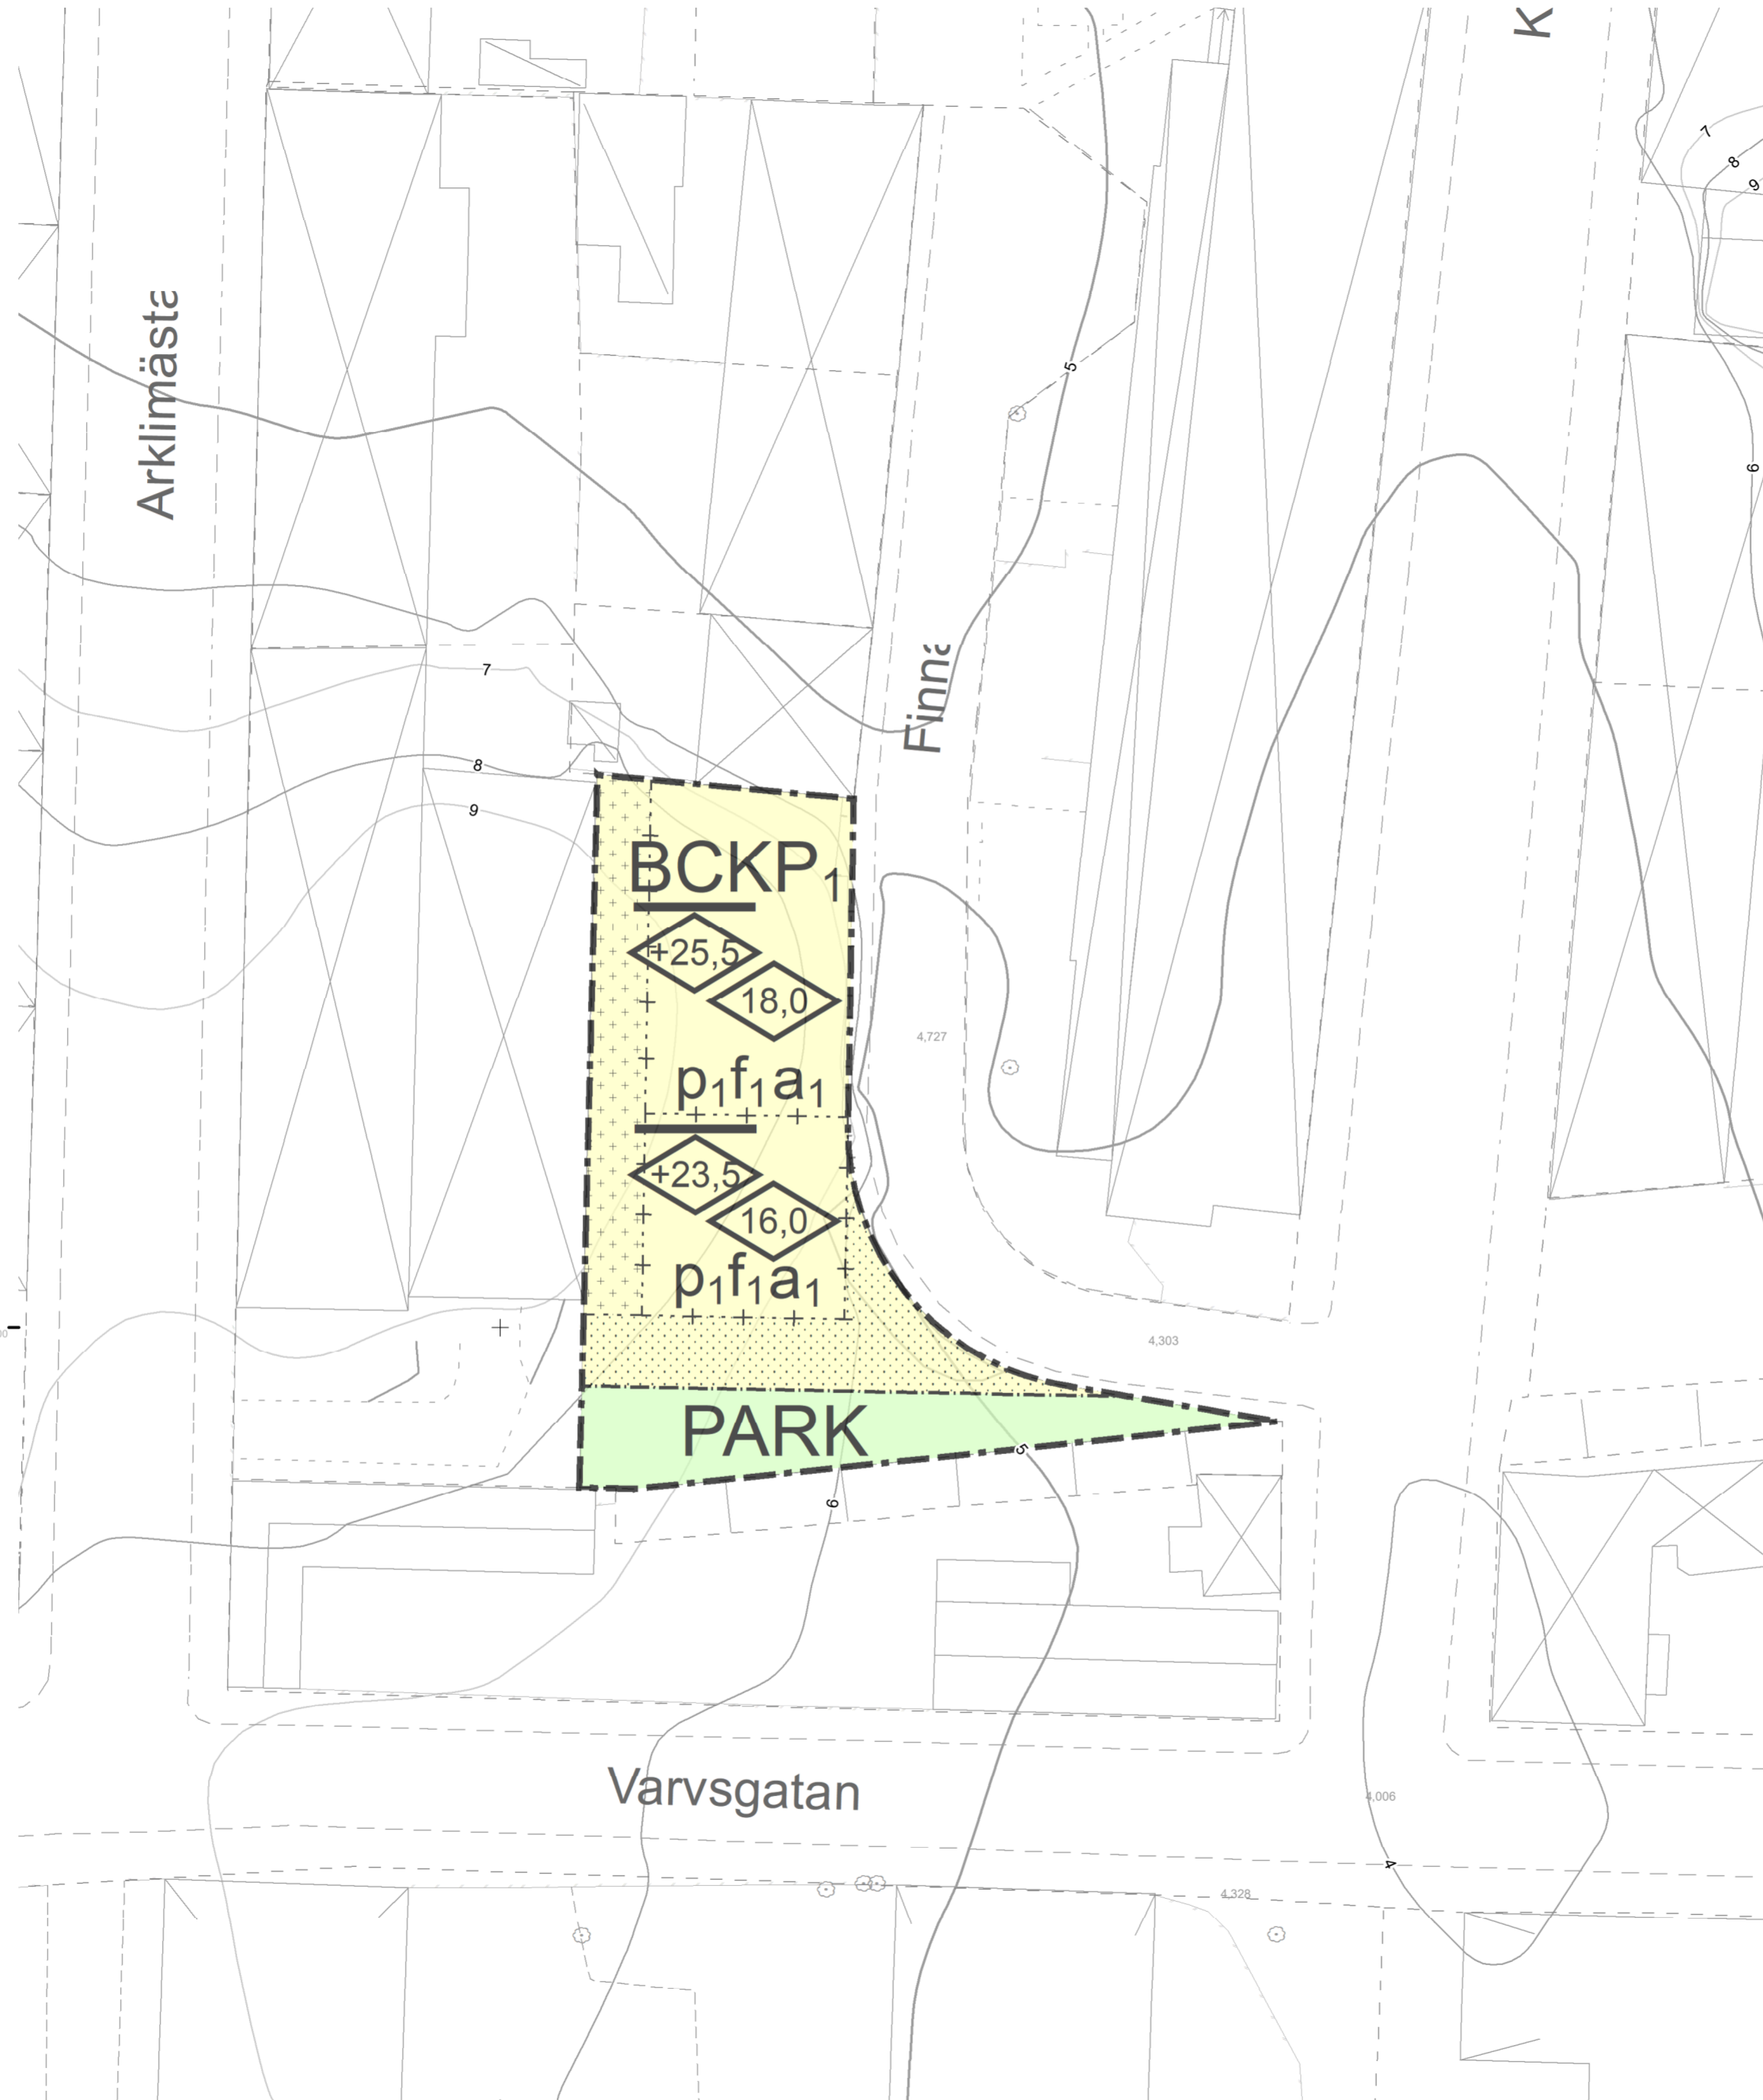 K
7
8
9
Arklimästa
5
6
Finna
7
8
9
BCKP₁
+25,5
18,0
4,727
p₁f₁a₁
+23,5
16,0
p₁f₁a₁
4,303
PARK
5
6
Varvsgatan
4,006
4
4,328